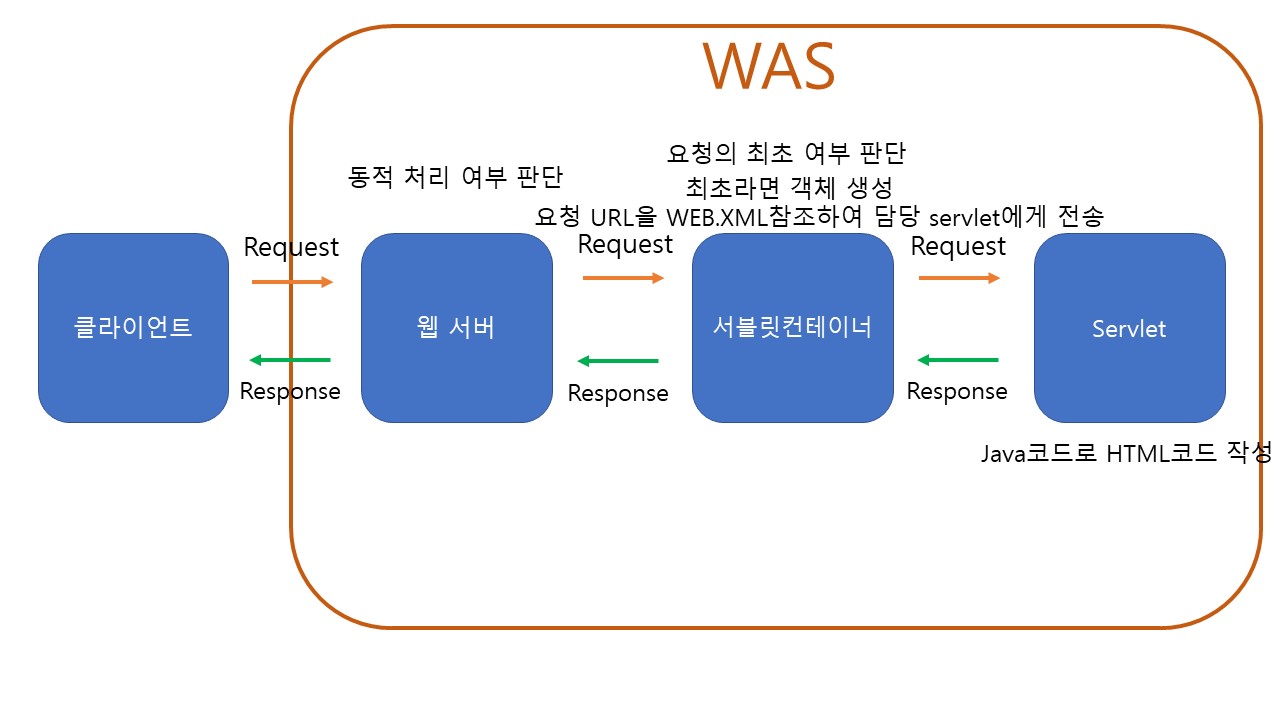 WAS
동적 처리 여부 판단
요청의 최초 여부 판단
최초라면 객체 생성
요청 URL을 WEB.XML참조하여 담당 servlet에게 전송
Request
Request
Request
클라이언트
웹 서버
서블릿컨테이너
Servlet
Response
Response
Response
Java코드로 HTML코드 작성